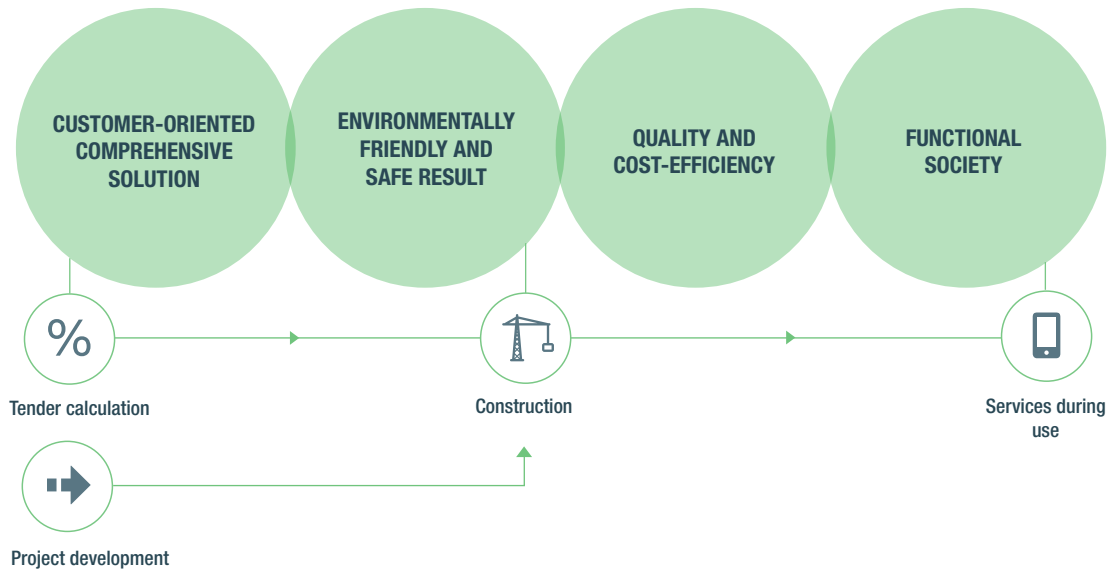 CUSTOMER-ORIENTED
COMPREHENSIVE
SOLUTION
ENVIRONMENTALLY
FRIENDLY AND
SAFE RESULT
QUALITY AND
COST-EFFICIENCY
FUNCTIONAL
SOCIETY
%
Tender calculation
Construction
Services during
use
Project development